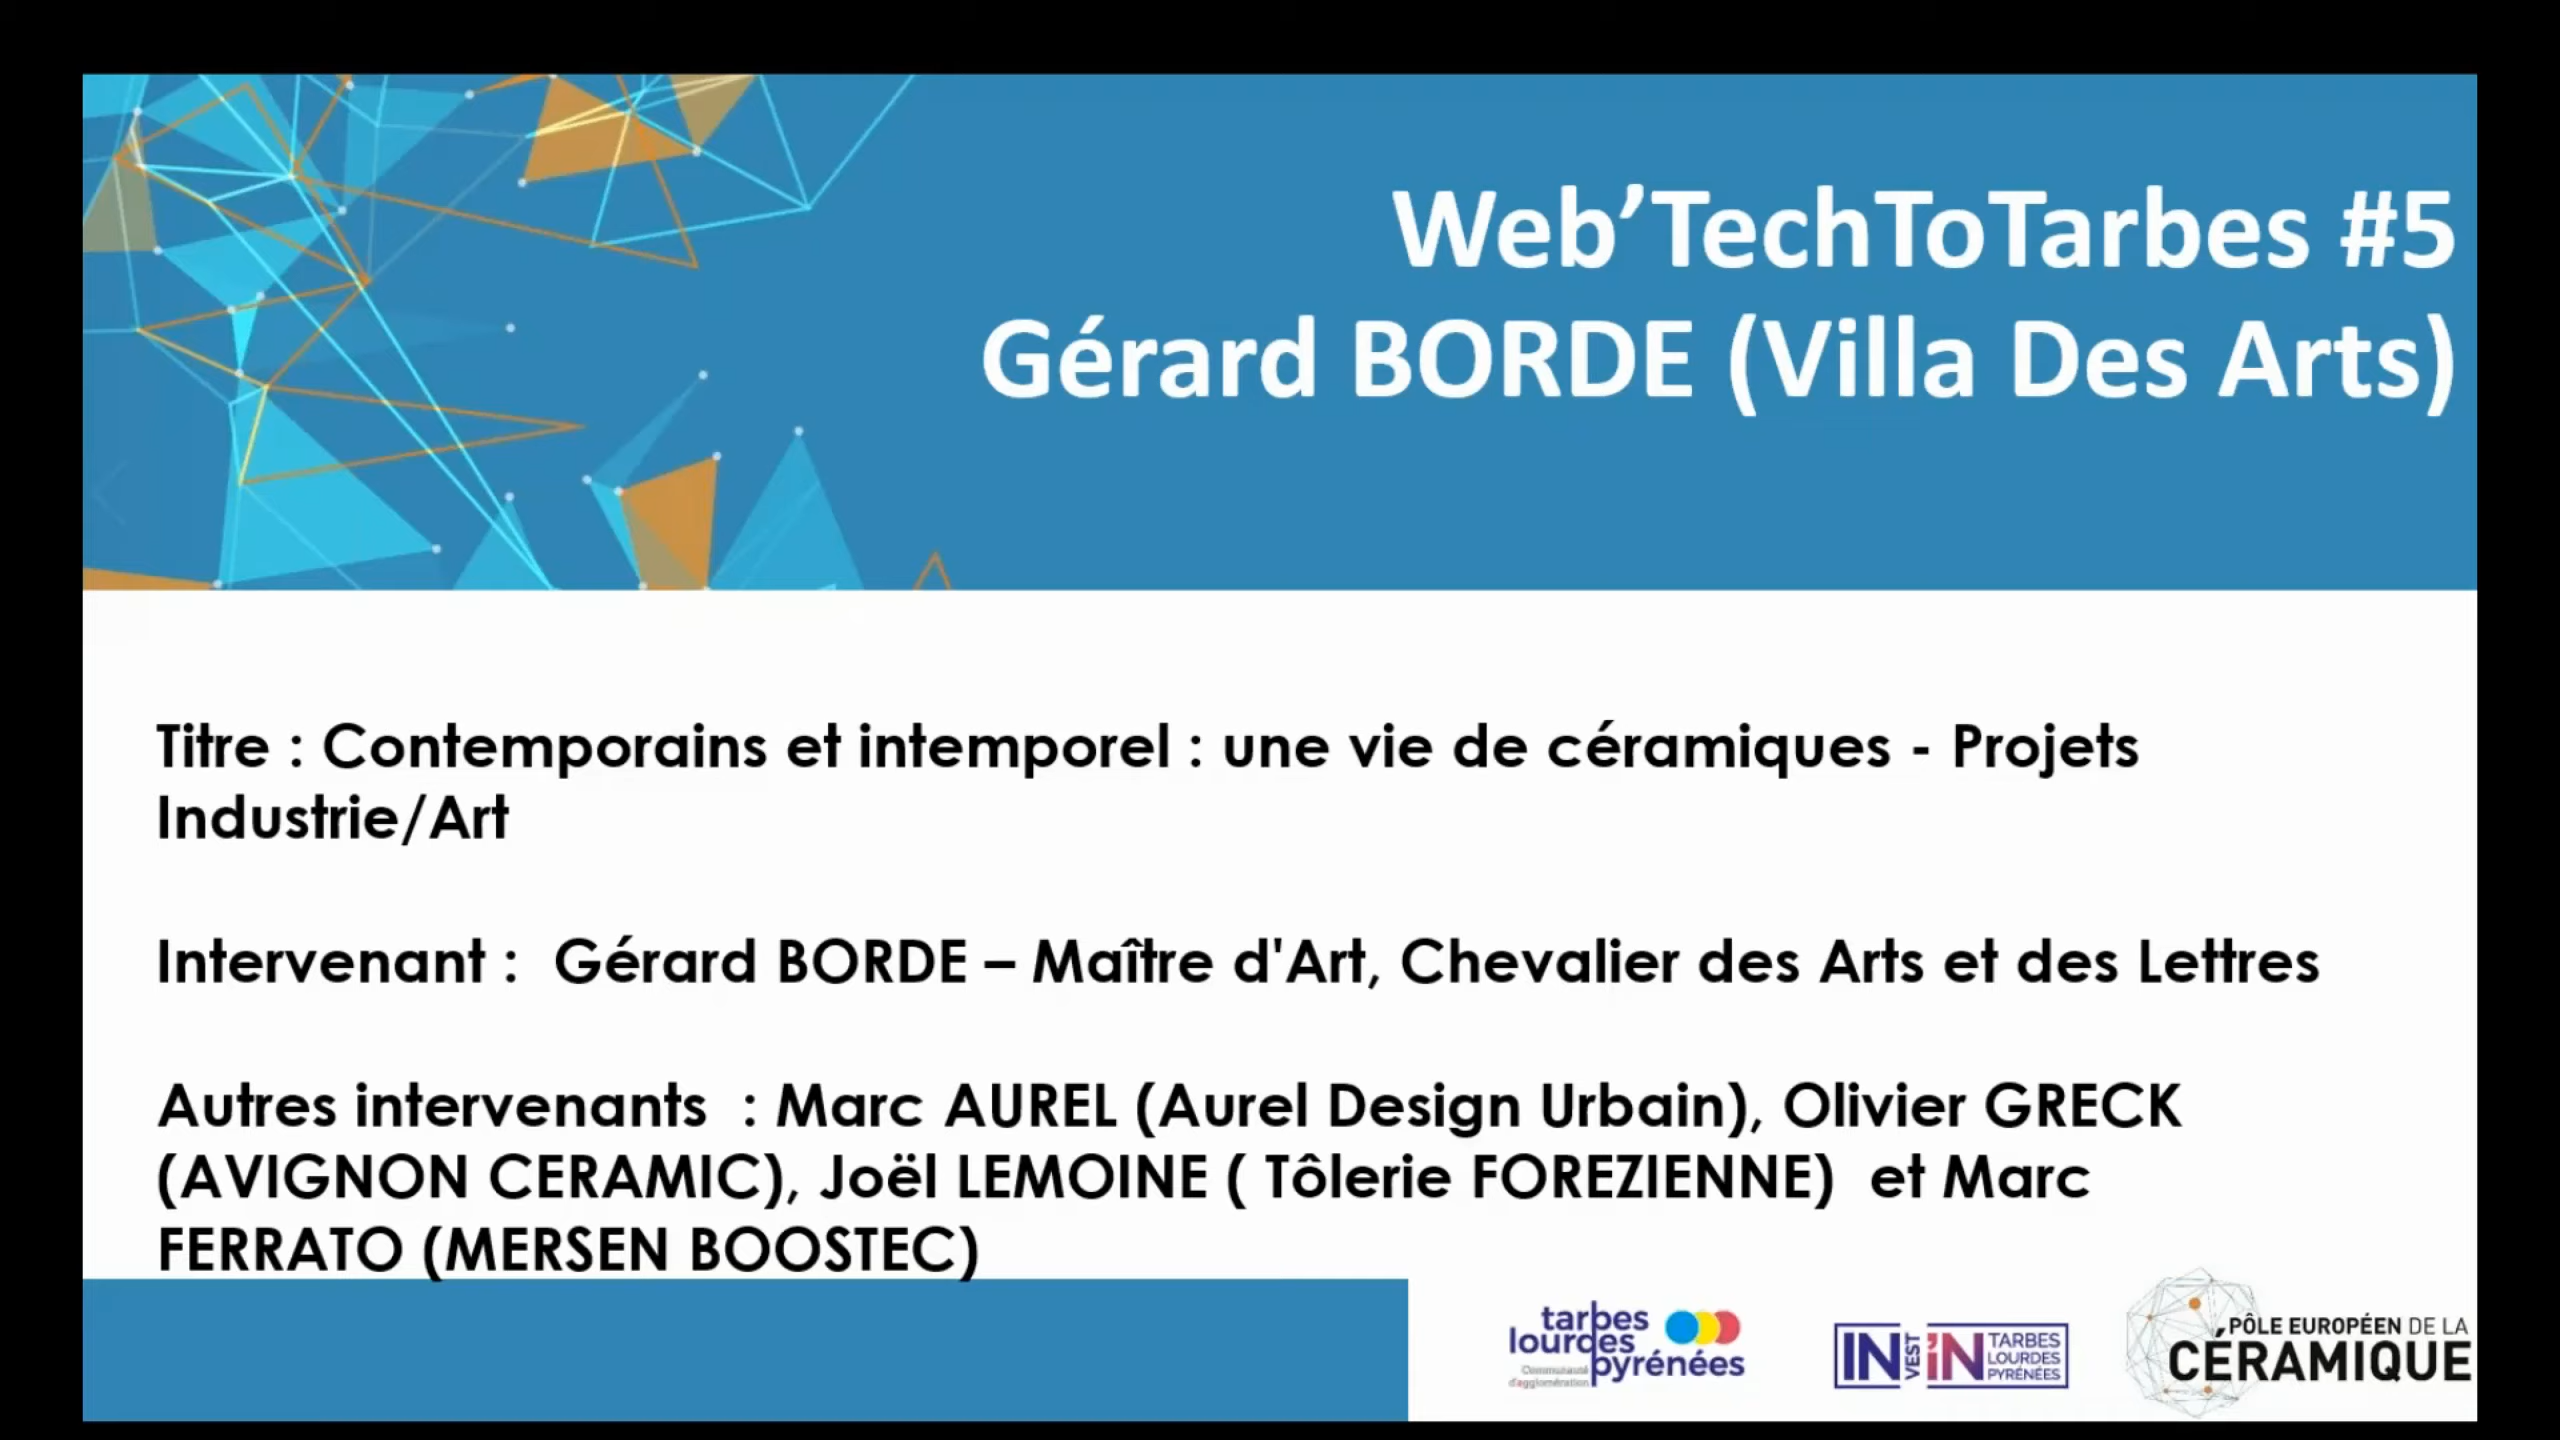 Web’TechToTarbes #5
Gérard BORDE (Villa Des Arts)
Titre : Contemporains et intemporel : une vie de céramiques - Projets
Industrie/Art
Intervenant :  Gérard BORDE – Maître d'Art, Chevalier des Arts et des Lettres
Autres intervenants  : Marc AUREL (Aurel Design Urbain), Olivier GRECK
(AVIGNON CERAMIC), Joël LEMOINE ( Tôlerie FOREZIENNE)  et Marc
FERRATO (MERSEN BOOSTEC)
tarbes
lourdes
pyrénées
Communauté
d'agglomération
INVEST'iN
TARBES
LOURDES
PYRÉNÉES
PÔLE EUROPÉEN DE LA
CÉRAMIQUE